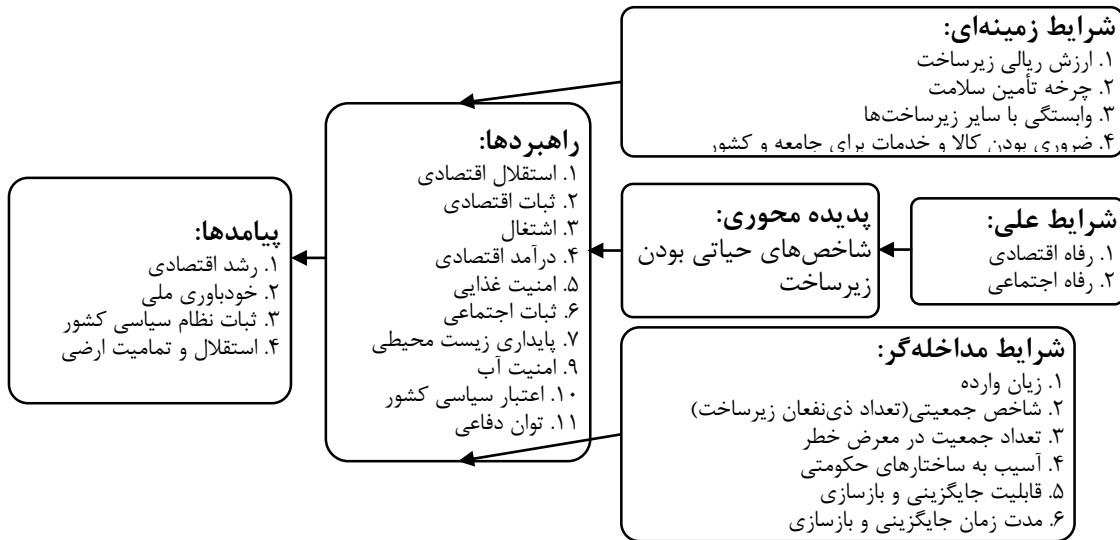 شرایط زمینه‌ای:
۱. ارزش ریالی زیرساخت
۲. چرخه تأمین سلامت
۳. وابستگی با سایر زیرساخت‌ها
۴. ضروری بودن کالا و خدمات برای جامعه و کشور
شرایط علی:
۱. رفاه اقتصادی
۲. رفاه اجتماعی
پدیده محوری:
شاخص‌های حیاتی بودن
زیرساخت
شرایط مداخله‌گر:
۱. زیان وارده
۲. شاخص جمعیتی(تعداد ذی‌نفعان زیرساخت)
۳. تعداد جمعیت در معرض خطر
۴. آسیب به ساختارهای حکومتی
۵. قابلیت جایگزینی و بازسازی
۶. مدت زمان جایگزینی و بازسازی
راهبردها:
۱. استقلال اقتصادی
۲. ثبات اقتصادی
۳. اشتغال
۴. درآمد اقتصادی
۵. امنیت غذایی
۶. ثبات اجتماعی
۷. پایداری زیست محیطی
۹. امنیت آب
۱۰. اعتبار سیاسی کشور
۱۱. توان دفاعی
پیامدها:
۱. رشد اقتصادی
۲. خودباوری ملی
۳. ثبات نظام سیاسی کشور
۴. استقلال و تمامیت ارضی